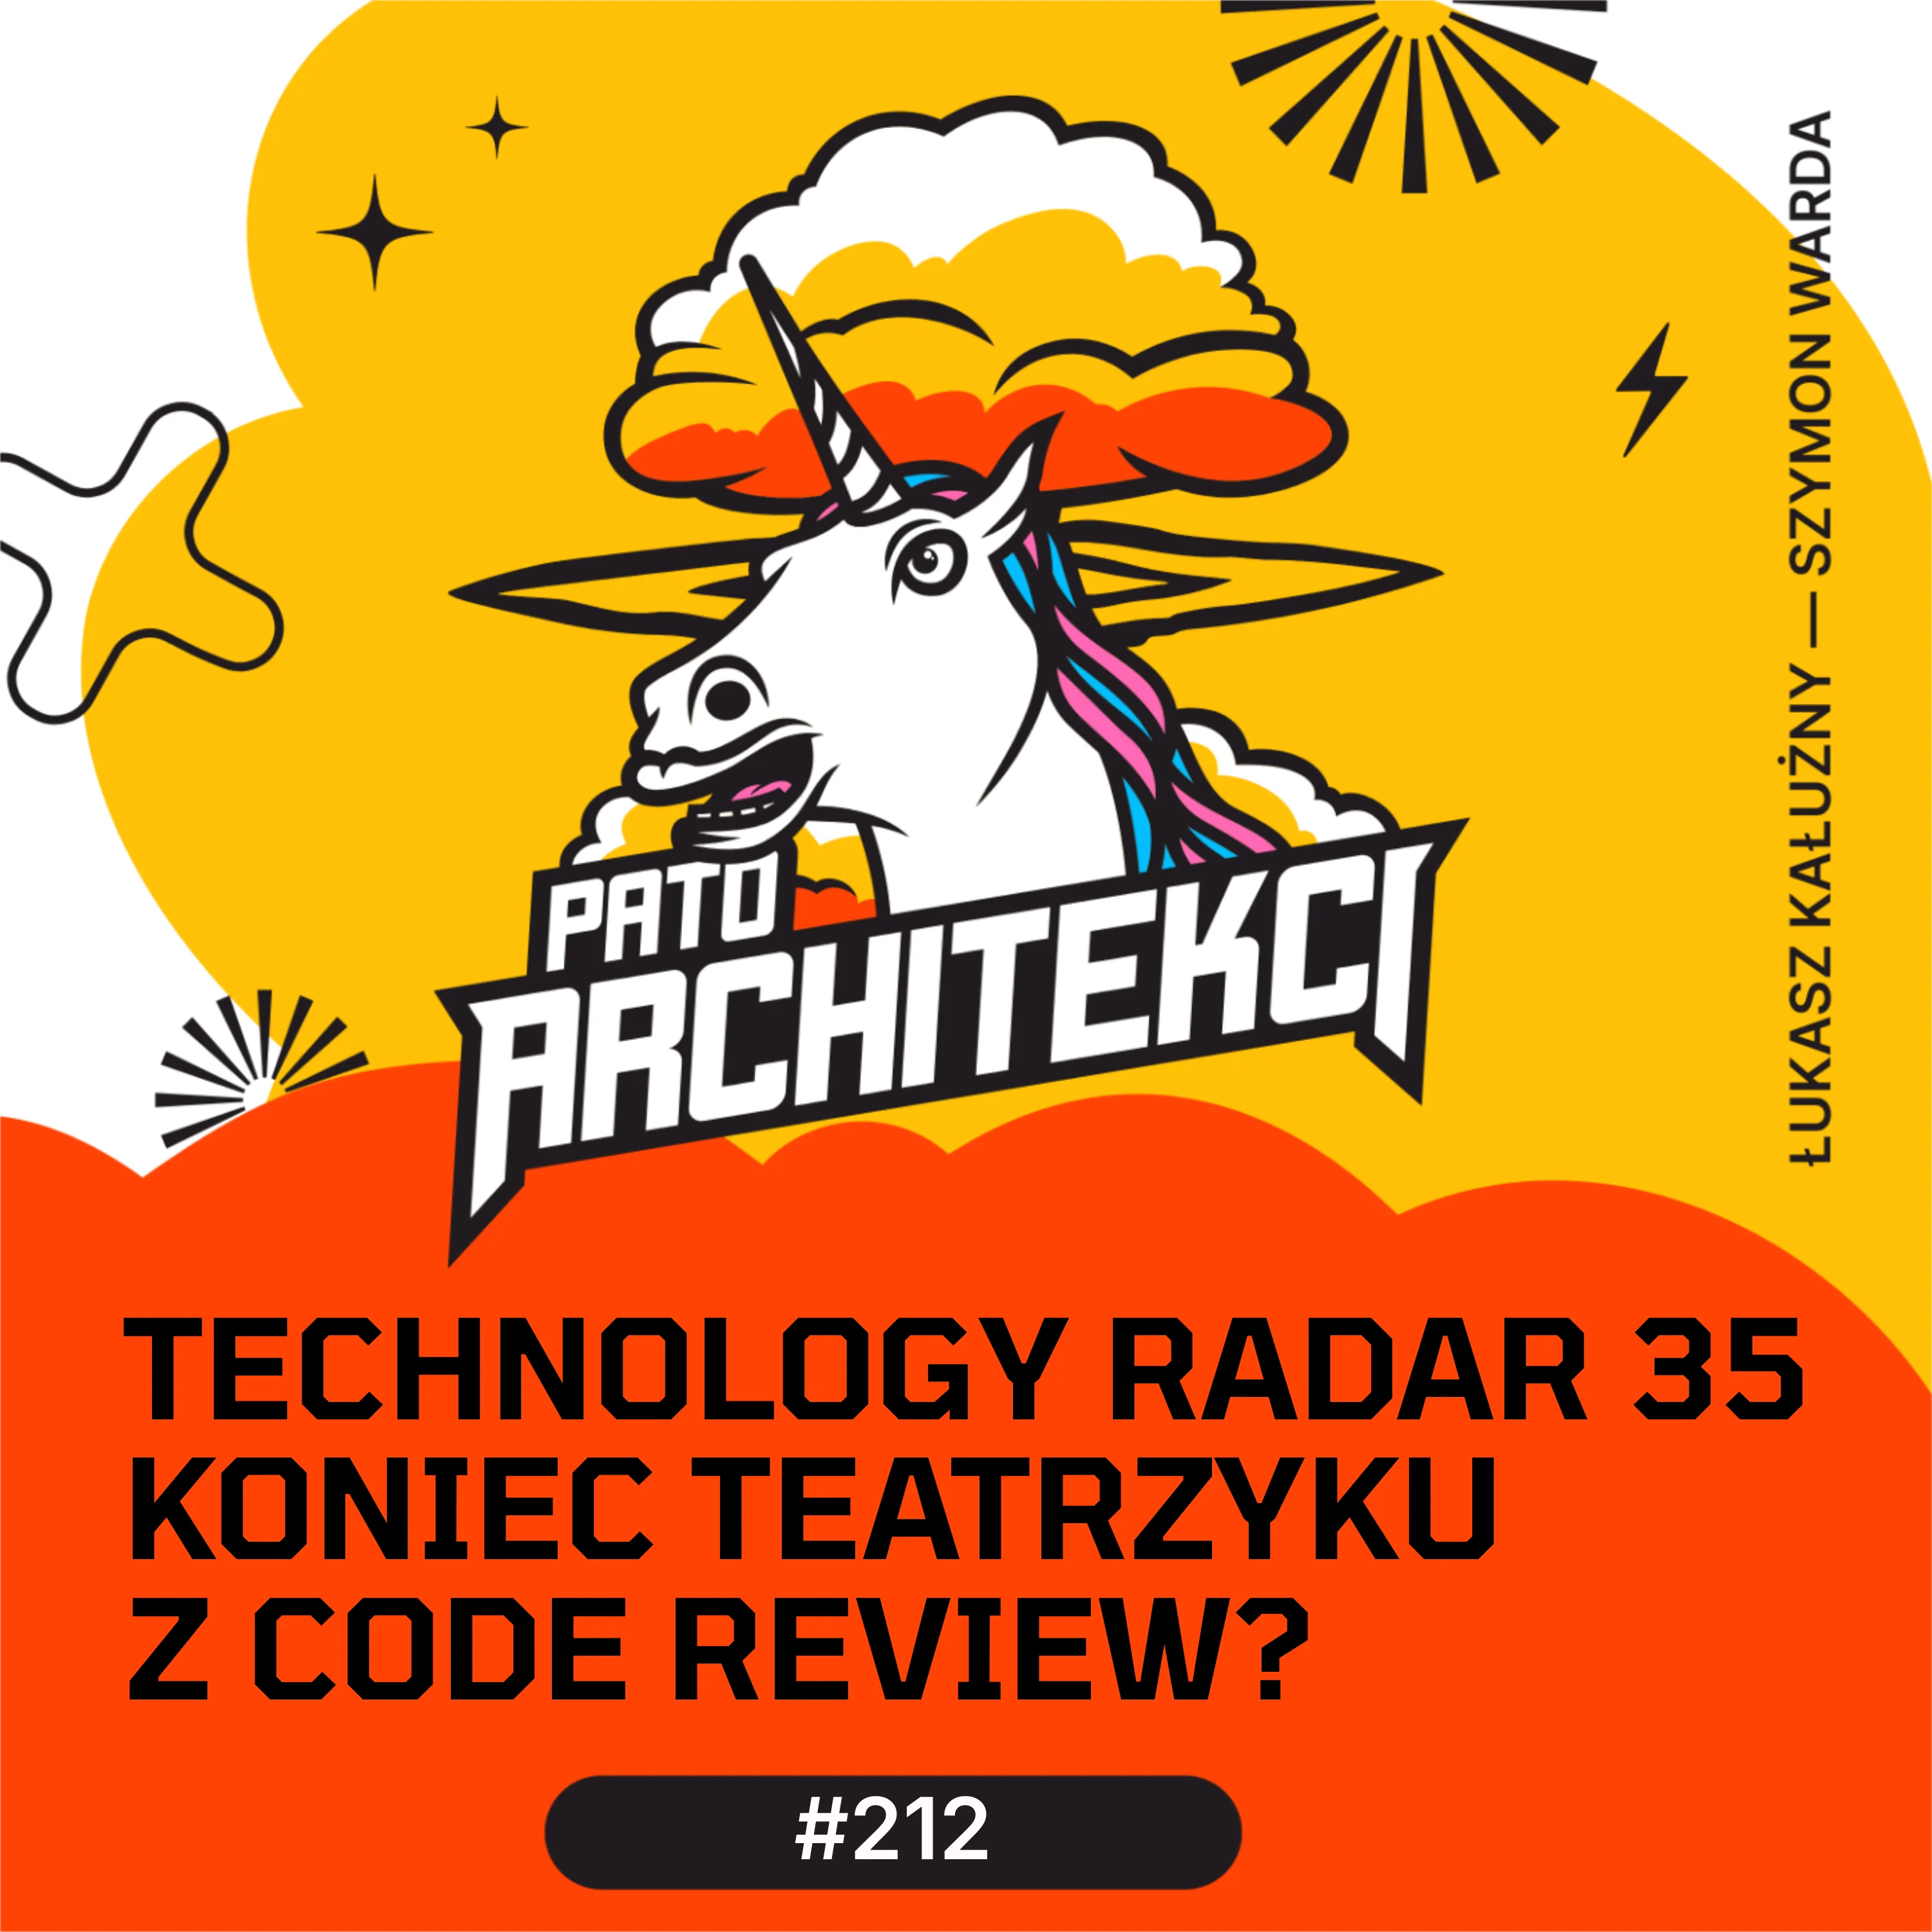 ŁUKASZ KAŁUŻNY — SZYMON WARDA
PATO
ARCHITEKCI
TECHNOLOGY RADAR 35
KONIEC TEATRZYKU
Z CODE REVIEW?
#212